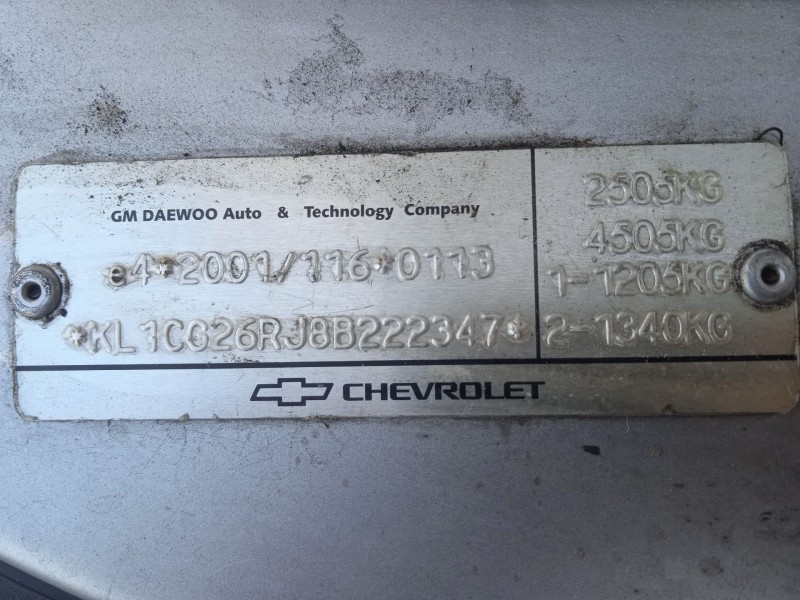 GM DAEWOO Auto & Technology Company
e4*2001/116*0113
*KL1CG26RJ8B222347*
2505KG
4505KG
1-1205KG
2-1340KG
CHEVROLET